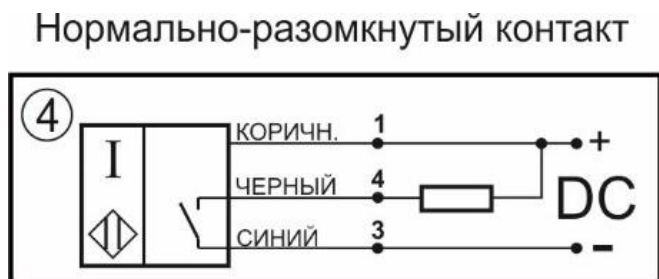 Нормально-разомкнутый контакт
4
I
КОРИЧН. 1
+
ЧЕРНЫЙ 4
DC
СИНИЙ 3
-